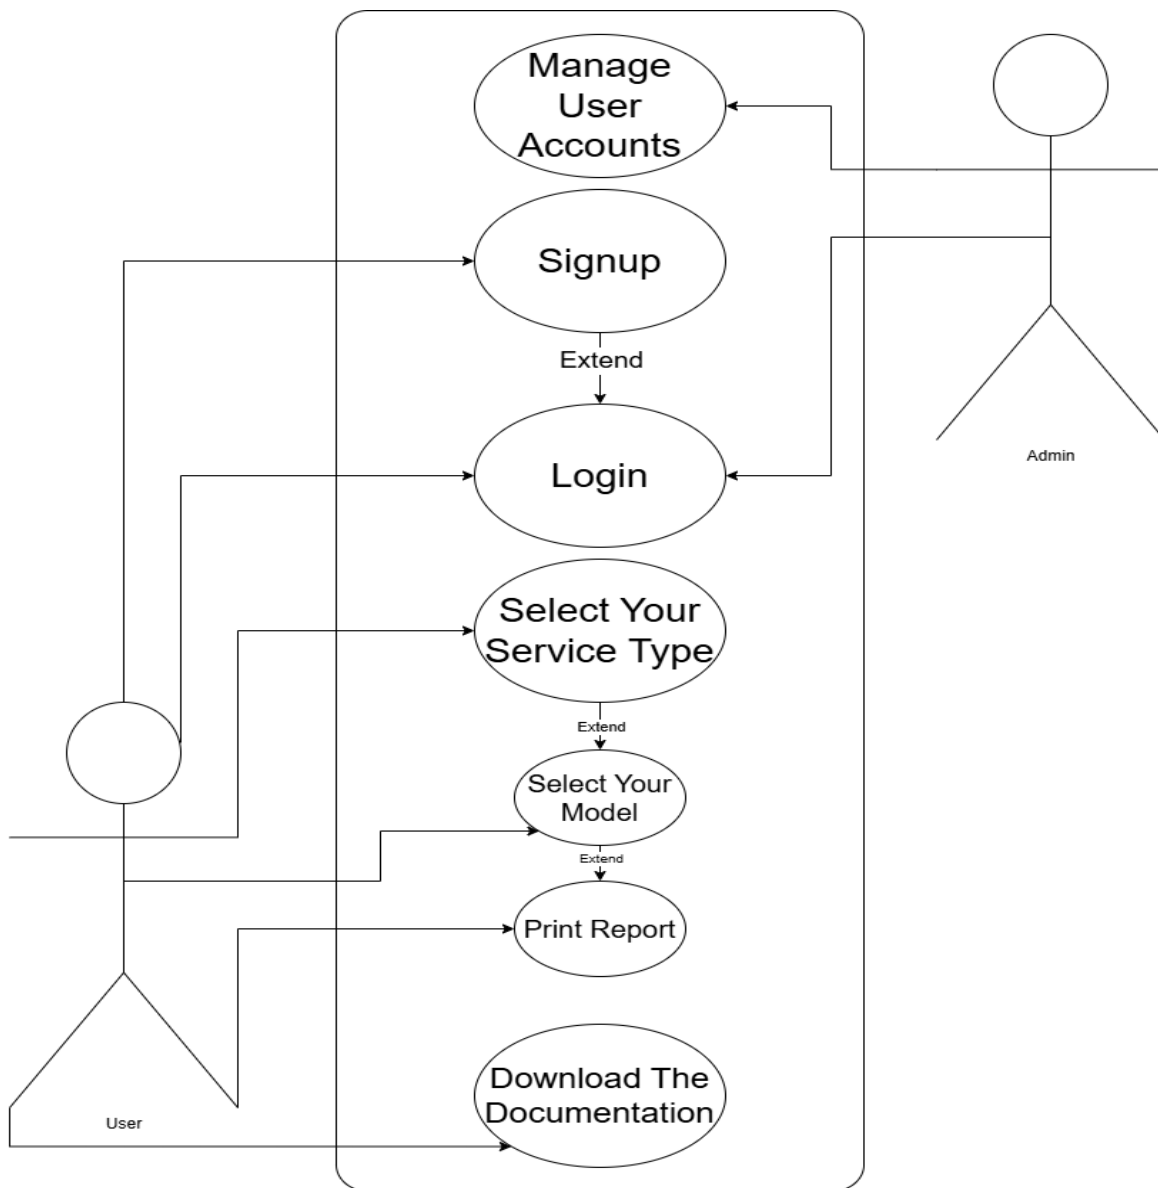 Manage
User
Accounts
Signup
Extend
Login
Admin
Select Your
Service Type
Extend
Select Your
Model
Extend
Print Report
Download The
Documentation
User